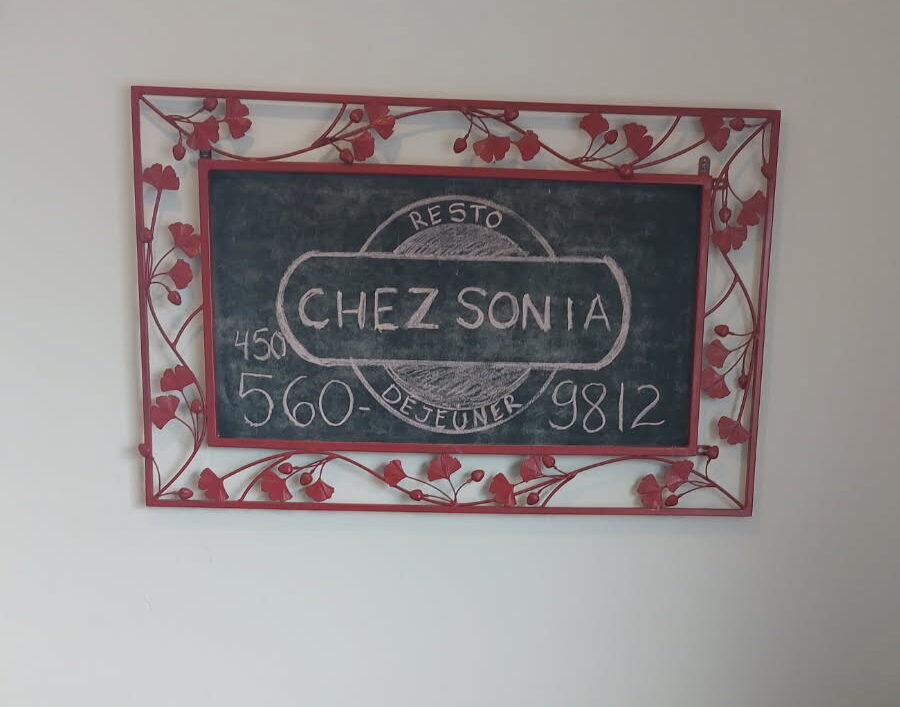 RESTO
CHEZ SONIA
DEJEUNER
450
560-9812